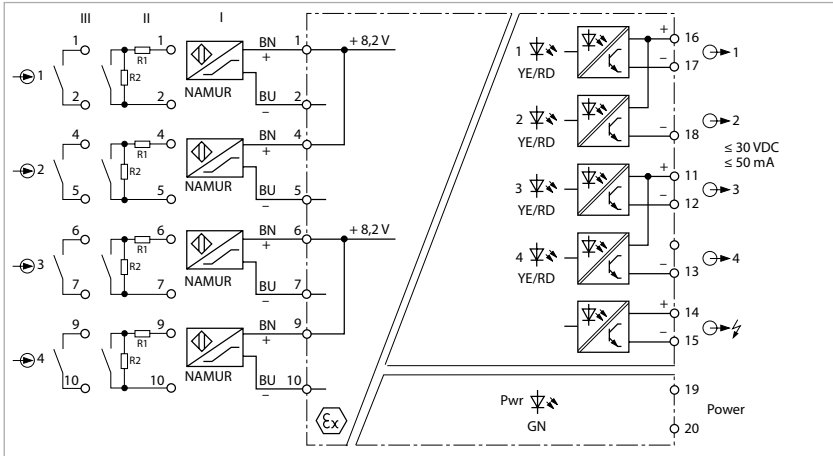 III II I
1 1 BN 1 + 8,2 V
R1 +
1 R2
2 2 NAMUR BU 2
–
4 4 BN 4
R1 +
2 R2
5 5 NAMUR BU 5
–
6 6 BN 6 + 8,2 V
R1 +
3 R2
7 7 NAMUR BU 7
–
9 9 BN 9
R1 +
4 R2
10 10 NAMUR BU 10
–
Ex
1 + 16 1
YE/RD – 17
2 2
YE/RD – 18
≤ 30 VDC
≤ 50 mA
3 + 11 3
YE/RD – 12
4 4
YE/RD – 13
+ 14
– 15
19
Pwr Power
GN 20